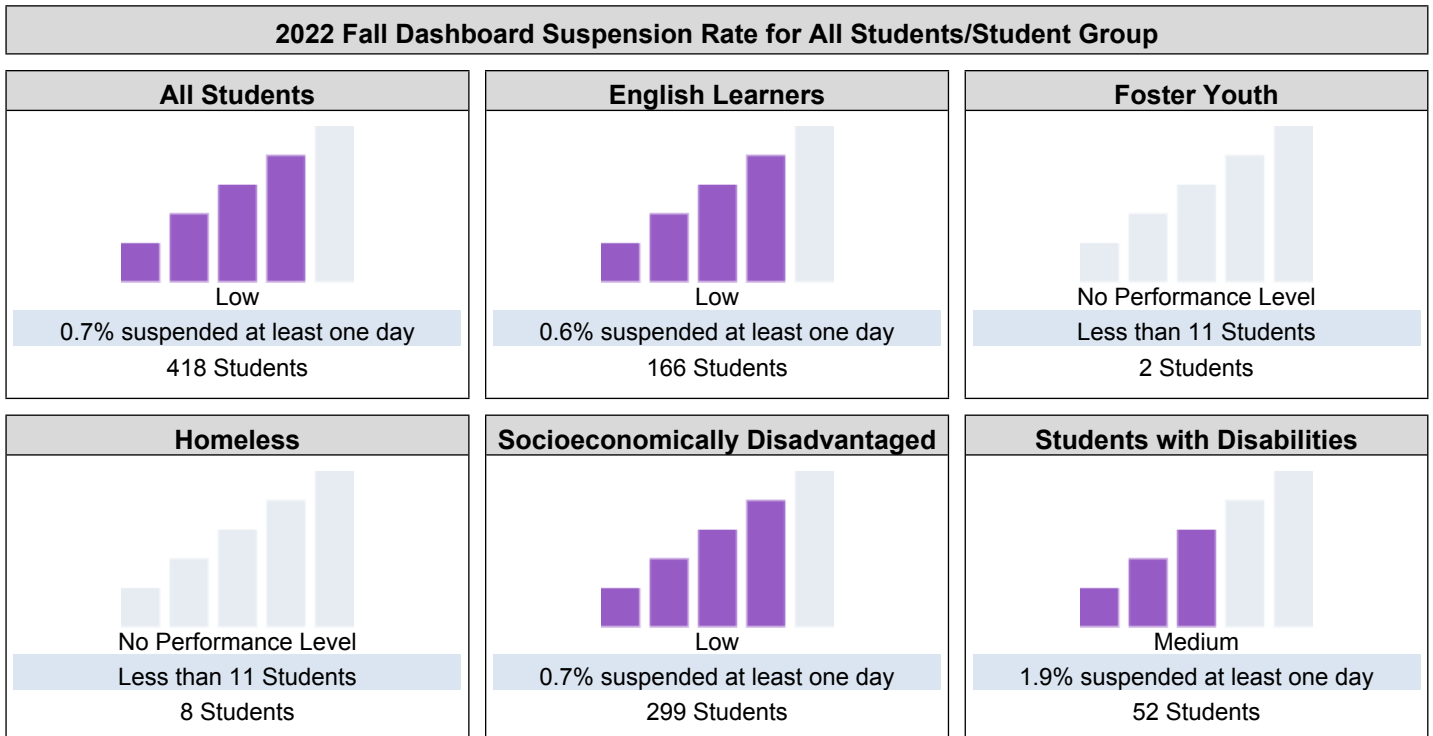 2022 Fall Dashboard Suspension Rate for All Students/Student Group
All Students
Low
0.7% suspended at least one day
418 Students
English Learners
Low
0.6% suspended at least one day
166 Students
Foster Youth
No Performance Level
Less than 11 Students
2 Students
Homeless
No Performance Level
Less than 11 Students
8 Students
Socioeconomically Disadvantaged
Low
0.7% suspended at least one day
299 Students
Students with Disabilities
Medium
1.9% suspended at least one day
52 Students